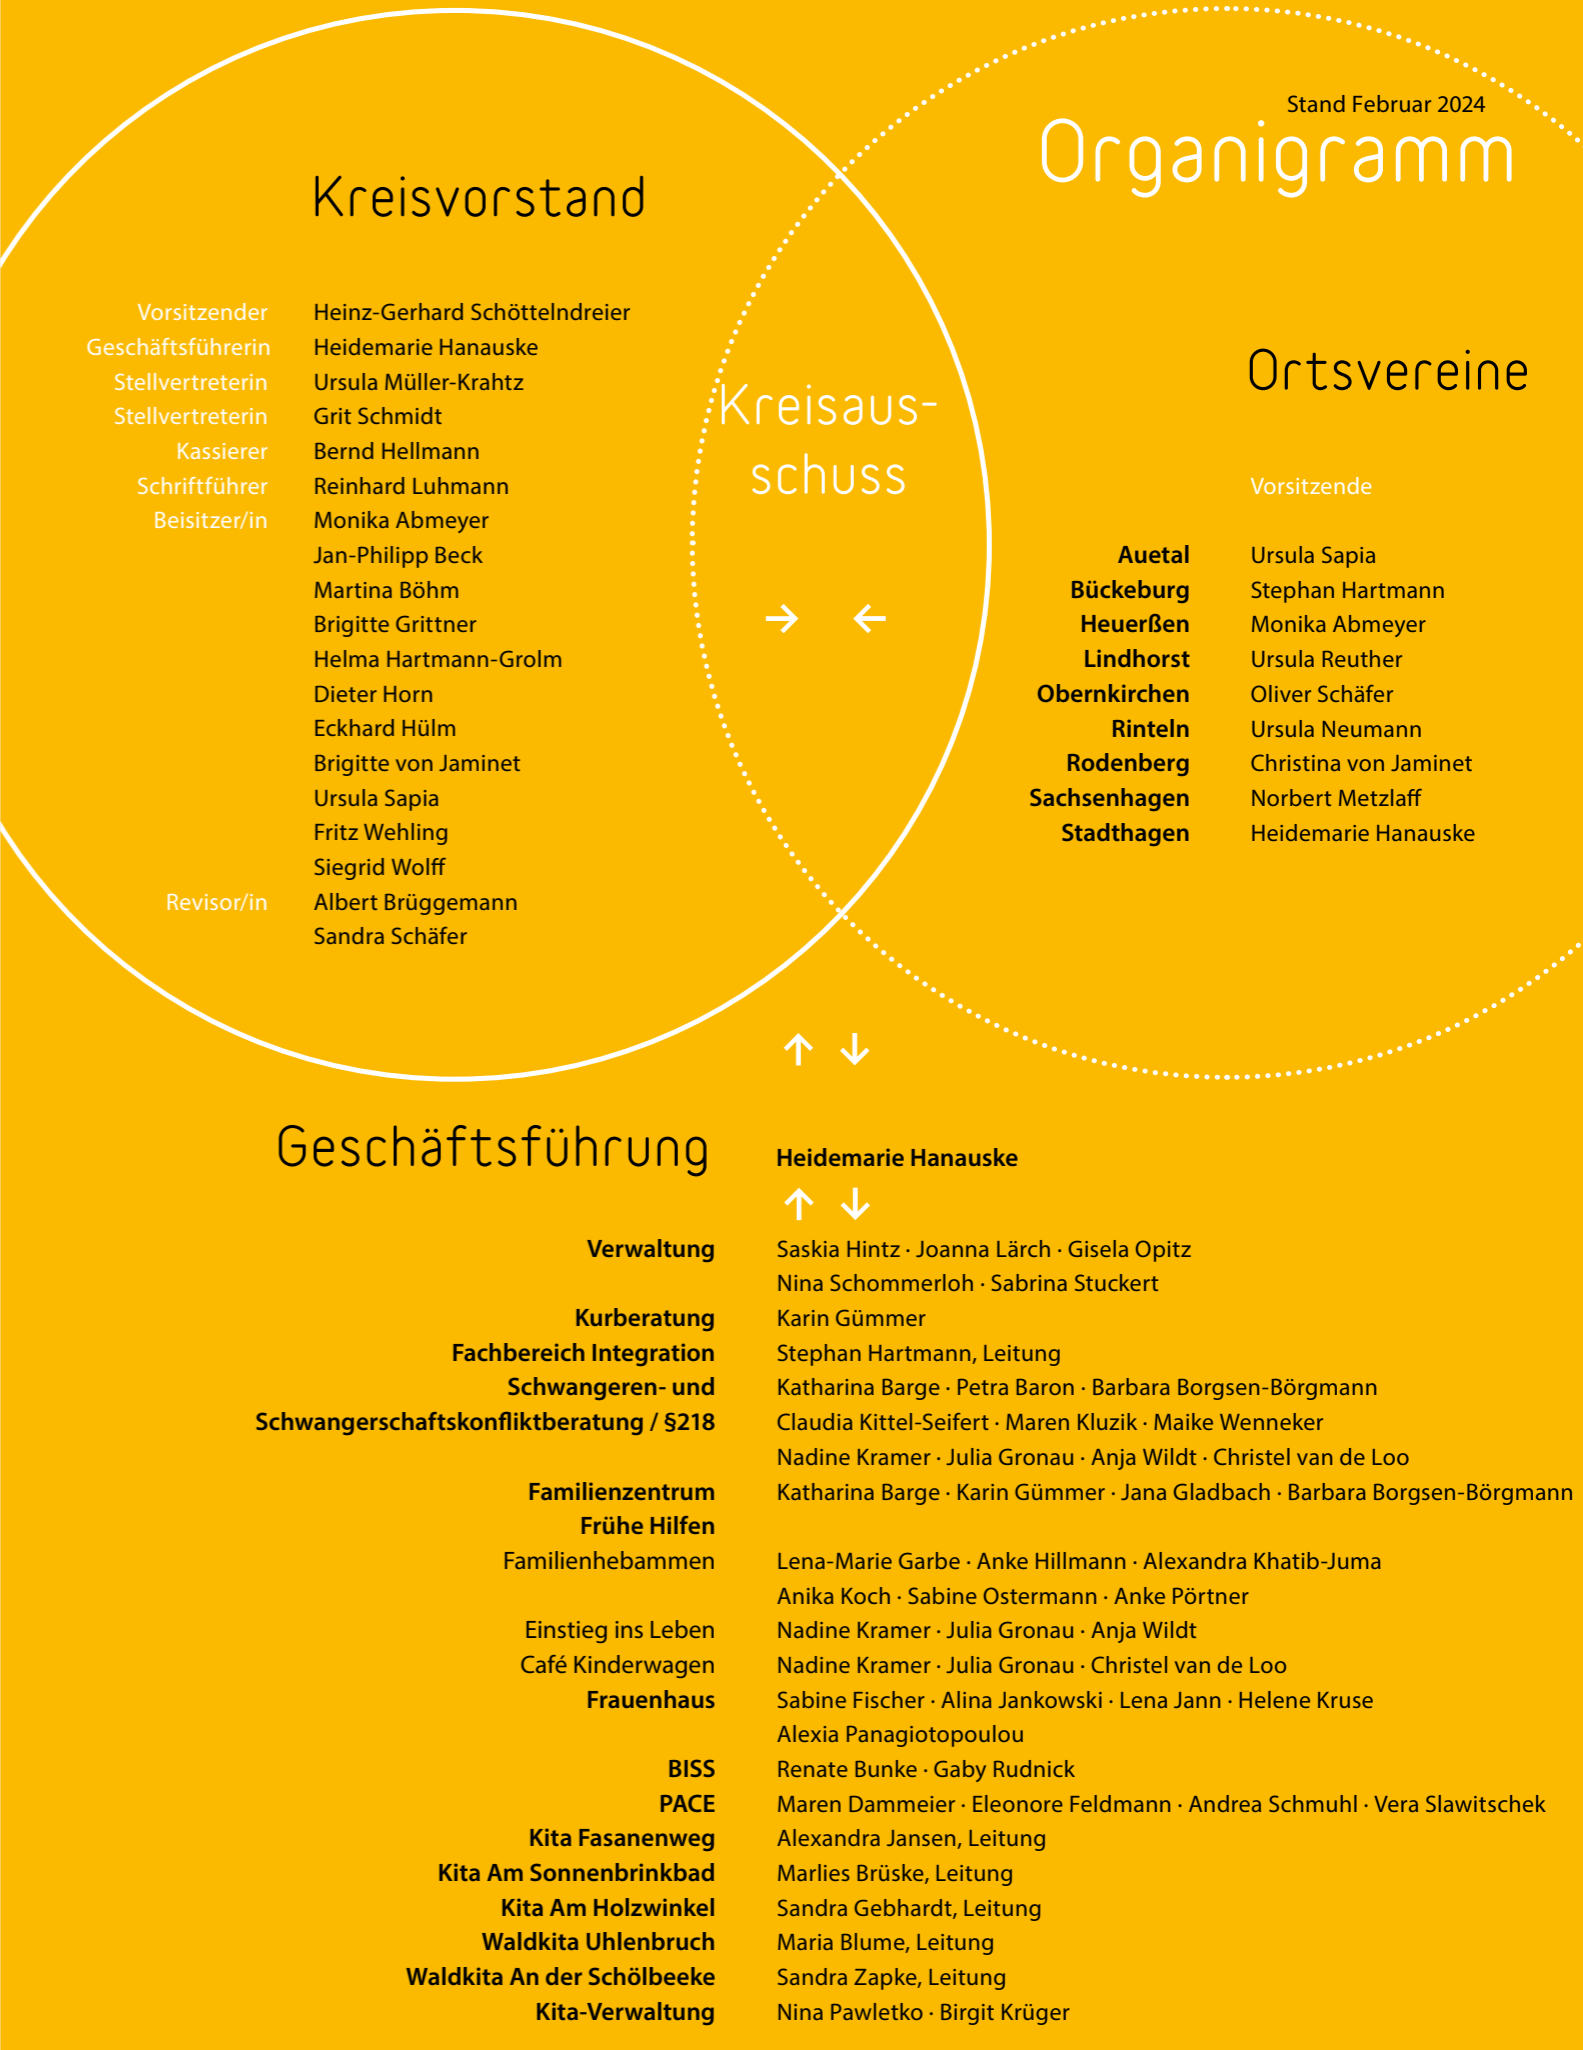 Stand Februar 2024
Organigramm
Kreisvorstand
Vorsitzender Heinz-Gerhard Schöttelndreier
Geschäftsführerin Heidemarie Hanauske
Stellvertreterin Ursula Müller-Krahtz
Stellvertreterin Grit Schmidt
Kassierer Bernd Hellmann
Schriftführer Reinhard Luhmann
Beisitzer/in Monika Abmeyer
Jan-Philipp Beck
Martina Böhm
Brigitte Grittner
Helma Hartmann-Grolm
Dieter Horn
Eckhard Hülm
Brigitte von Jaminet
Ursula Sapia
Fritz Wehling
Siegrid Wolff
Revisor/in Albert Brüggemann
Sandra Schäfer
Kreisaus-
schuss
→ ←
Ortsvereine
Vorsitzende
Auetal Ursula Sapia
Bückeburg Stephan Hartmann
Heuerßen Monika Abmeyer
Lindhorst Ursula Reuther
Obernkirchen Oliver Schäfer
Rinteln Ursula Neumann
Rodenberg Christina von Jaminet
Sachsenhagen Norbert Metzlaff
Stadthagen Heidemarie Hanauske
↑ ↓
Geschäftsführung Heidemarie Hanauske
↑ ↓
Verwaltung Saskia Hintz · Joanna Lärch · Gisela Opitz
Nina Schommerloh · Sabrina Stuckert
Kurberatung Karin Gümmer
Fachbereich Integration Stephan Hartmann, Leitung
Schwangeren- und Katharina Barge · Petra Baron · Barbara Borgsen-Börgmann
Schwangerschaftskonfliktberatung / §218 Claudia Kittel-Seifert · Maren Kluzik · Maike Wenneker
Nadine Kramer · Julia Gronau · Anja Wildt · Christel van de Loo
Familienzentrum Katharina Barge · Karin Gümmer · Jana Gladbach · Barbara Borgsen-Börgmann
Frühe Hilfen
Familienhebammen Lena-Marie Garbe · Anke Hillmann · Alexandra Khatib-Juma
Anika Koch · Sabine Ostermann · Anke Pörtner
Einstieg ins Leben Nadine Kramer · Julia Gronau · Anja Wildt
Café Kinderwagen Nadine Kramer · Julia Gronau · Christel van de Loo
Frauenhaus Sabine Fischer · Alina Jankowski · Lena Jann · Helene Kruse
Alexia Panagiotopoulou
BISS Renate Bunke · Gaby Rudnick
PACE Maren Dammeier · Eleonore Feldmann · Andrea Schmuhl · Vera Slawitschek
Kita Fasanenweg Alexandra Jansen, Leitung
Kita Am Sonnenbrinkbad Marlies Brüske, Leitung
Kita Am Holzwinkel Sandra Gebhardt, Leitung
Waldkita Uhlenbruch Maria Blume, Leitung
Waldkita An der Schölbeeke Sandra Zapke, Leitung
Kita-Verwaltung Nina Pawletko · Birgit Krüger